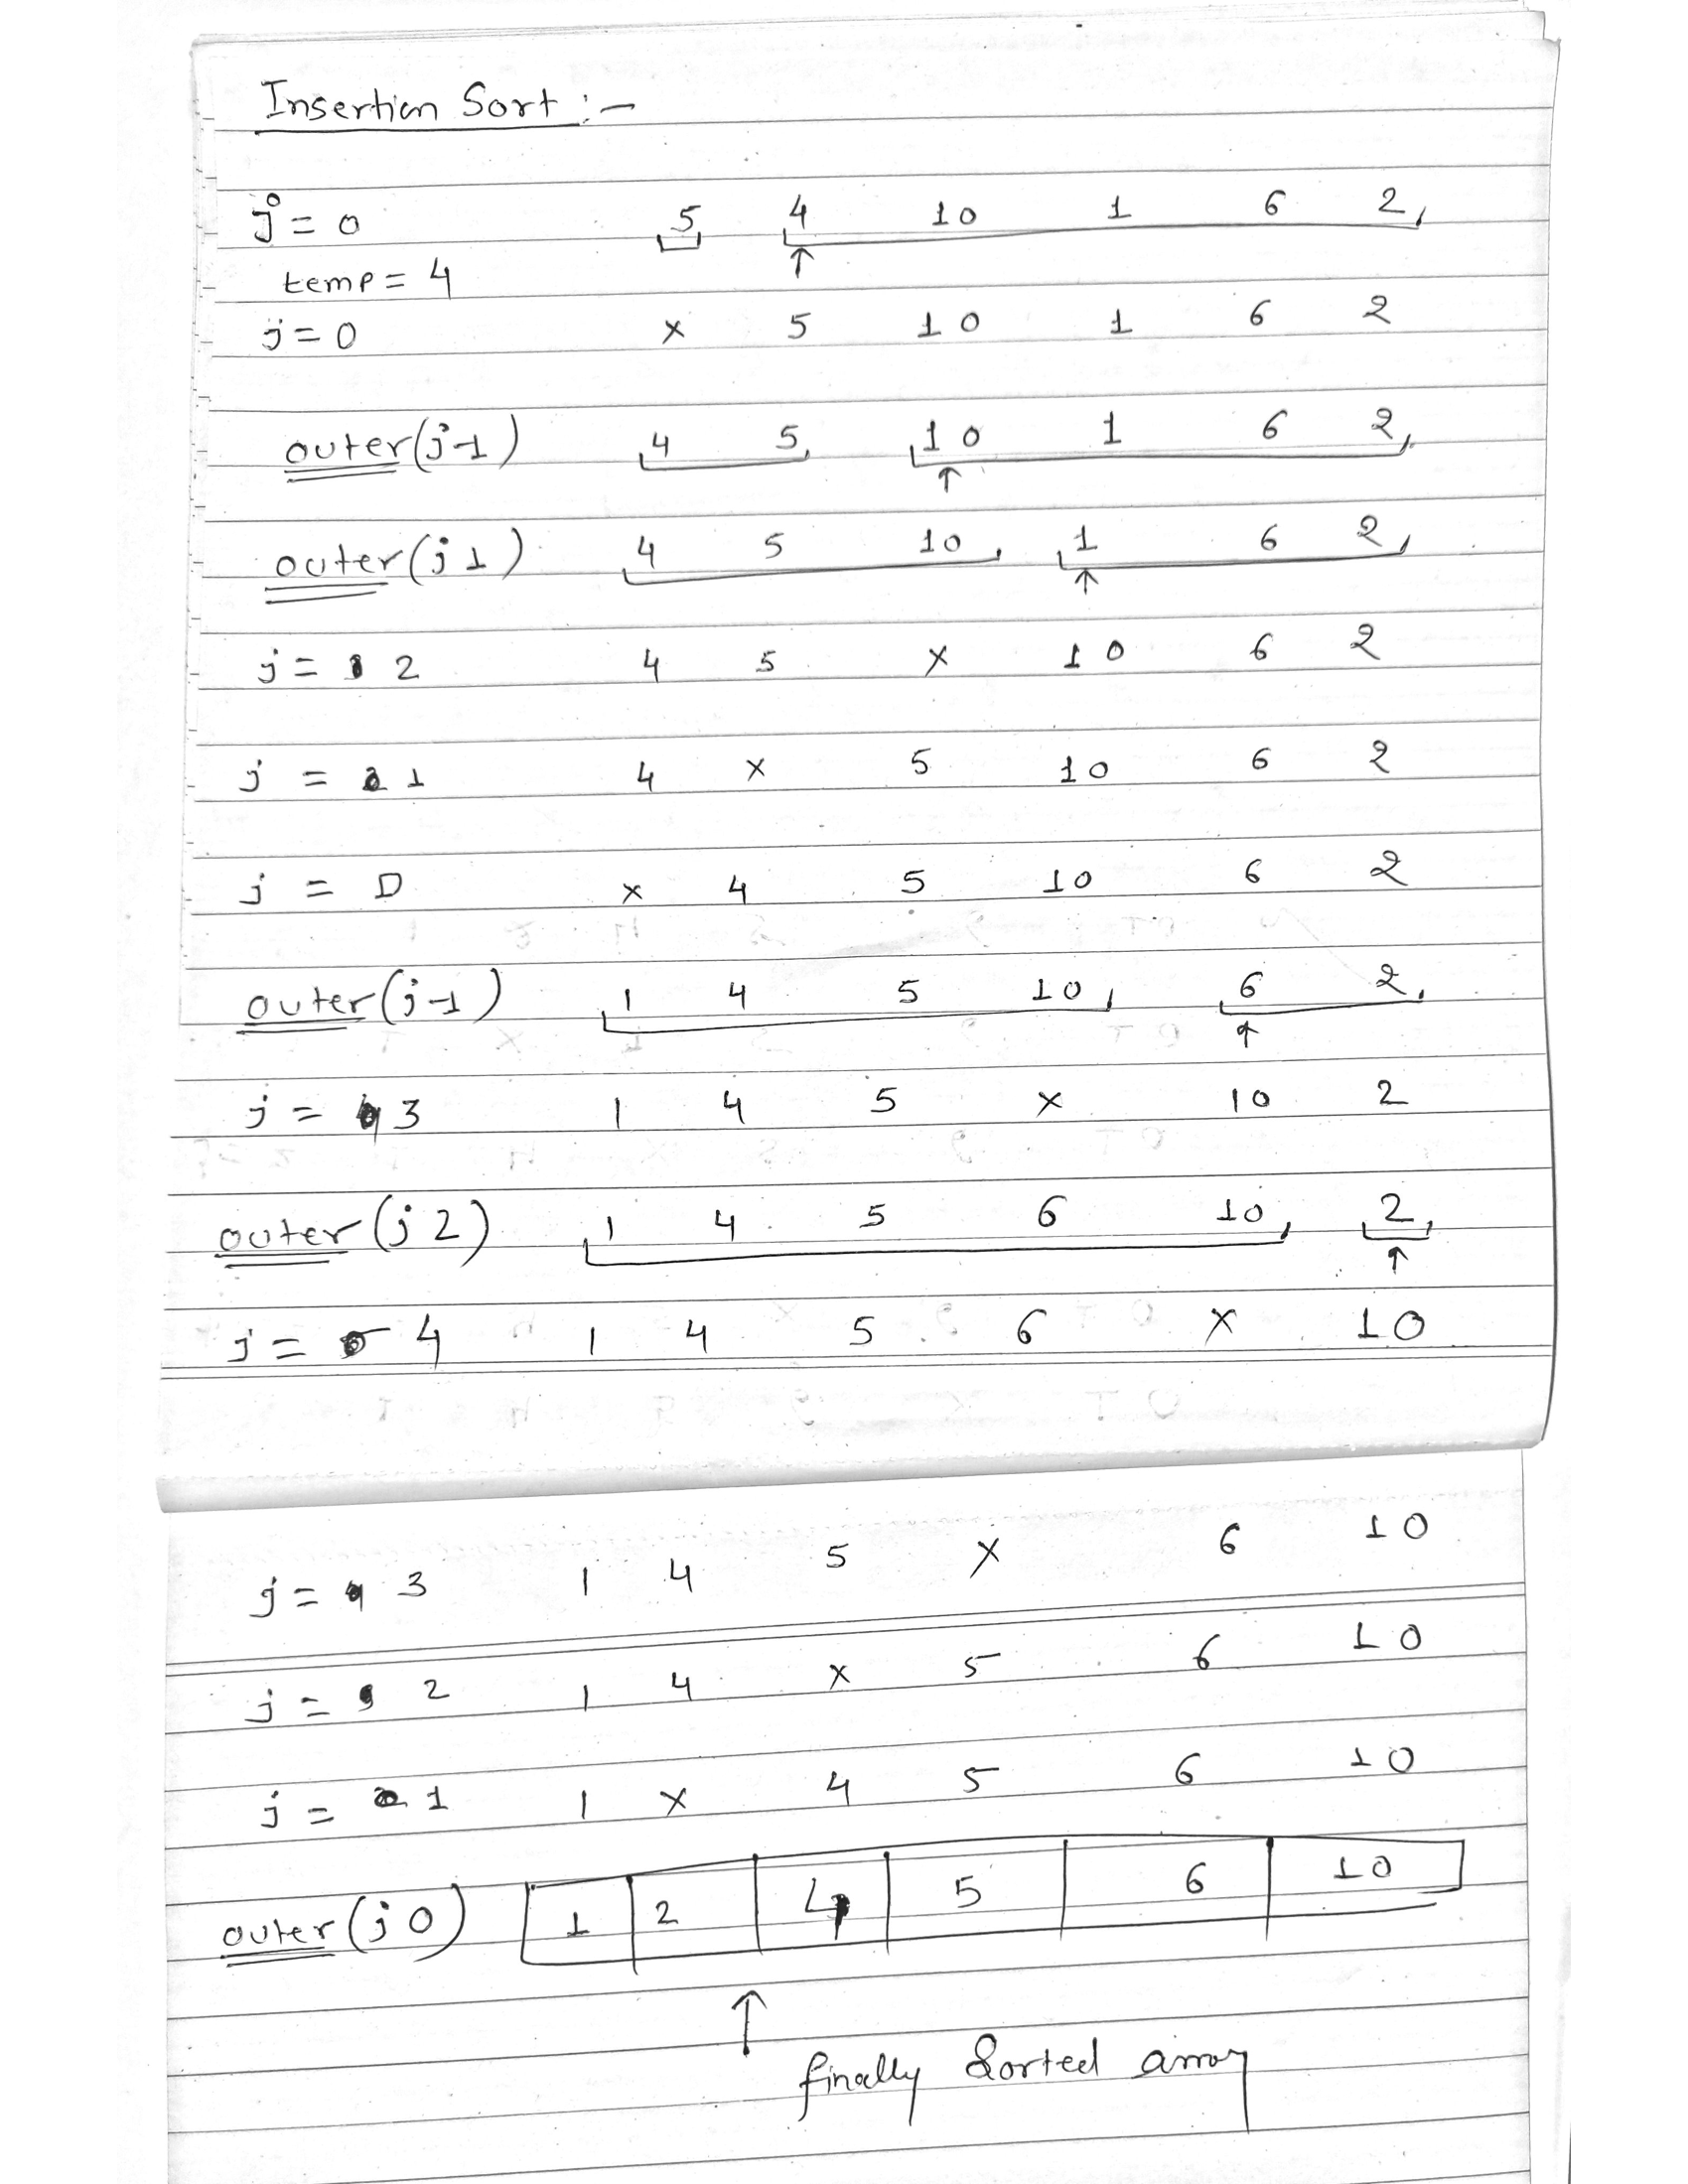 Insertion Sort :-
j = 0 5 4 10 1 6 2
↑
temp = 4
j = 0 x 5 10 1 6 2
outer (j -1) 4 5 10 1 6 2
↑
outer (j 1) 4 5 10 1 6 2
↑
j = 2 4 5 x 10 6 2
j = 1 4 x 5 10 6 2
j = 0 x 4 5 10 6 2
outer (j -1) 1 4 5 10 6 2
↑
j = 3 1 4 5 x 10 2
outer (j 2) 1 4 5 6 10 2
↑
j = 4 1 4 5 6 x 10
j = 3 1 4 5 x 6 10
j = 2 1 4 x 5 6 10
j = 1 1 x 4 5 6 10
outer (j 0) 1 2 4 5 6 10
↑
finally Sorted array